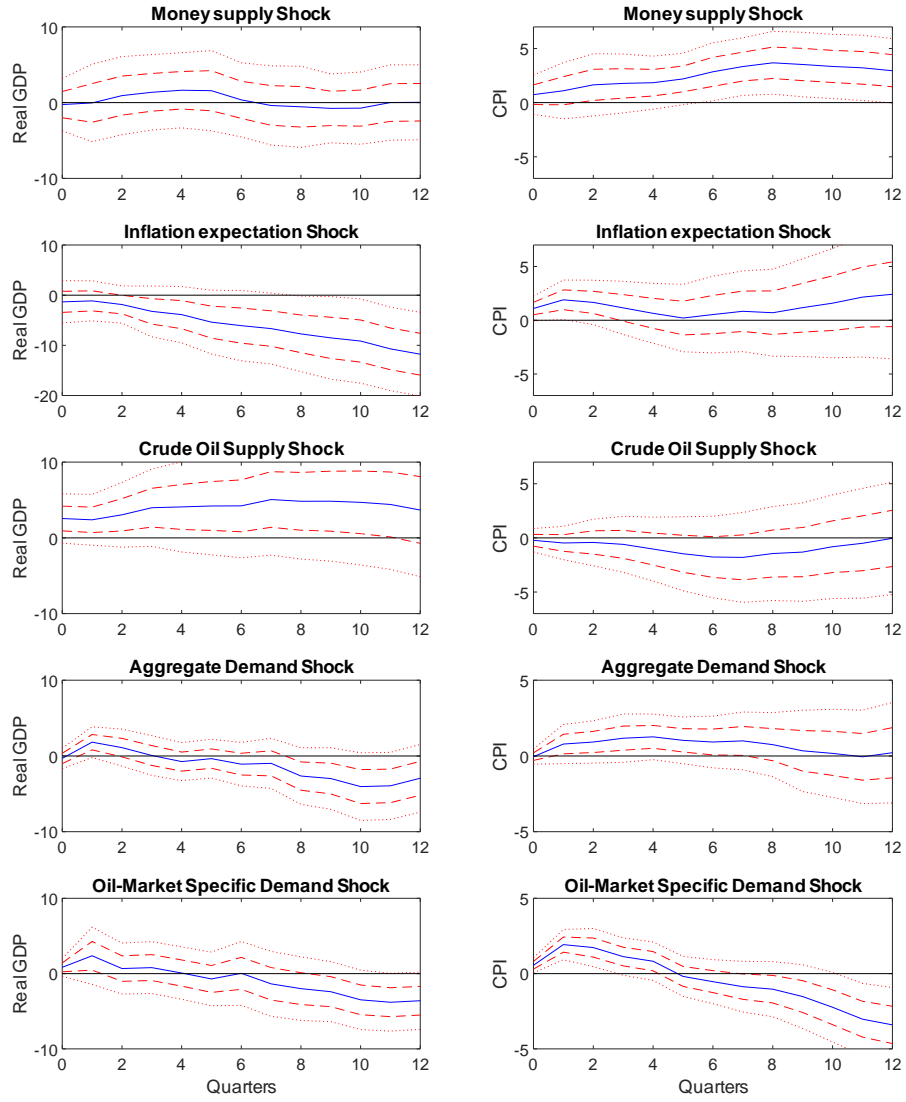 Money supply Shock
Real GDP
10
0
-10
0 2 4 6 8 10 12
Money supply Shock
CPI
5
0
-5
0 2 4 6 8 10 12
Inflation expectation Shock
Real GDP
10
0
-10
-20
0 2 4 6 8 10 12
Inflation expectation Shock
CPI
5
0
-5
0 2 4 6 8 10 12
Crude Oil Supply Shock
Real GDP
10
0
-10
0 2 4 6 8 10 12
Crude Oil Supply Shock
CPI
5
0
-5
0 2 4 6 8 10 12
Aggregate Demand Shock
Real GDP
10
0
-10
0 2 4 6 8 10 12
Aggregate Demand Shock
CPI
5
0
-5
0 2 4 6 8 10 12
Oil-Market Specific Demand Shock
Real GDP
10
0
-10
0 2 4 6 8 10 12
Quarters
Oil-Market Specific Demand Shock
CPI
5
0
-5
0 2 4 6 8 10 12
Quarters